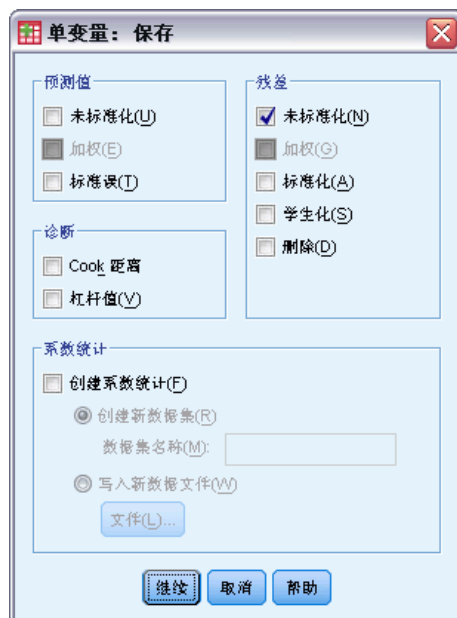 单变量：保存
预测值
未标准化(U)
加权(E)
标准误(T)
残差
未标准化(N)
加权(G)
标准化(A)
学生化(S)
删除(D)
诊断
Cook 距离
杠杆值(V)
系数统计
创建系数统计(F)
创建新数据集(R)
数据集名称(M):
写入新数据文件(W)
文件(L)...
继续
取消
帮助